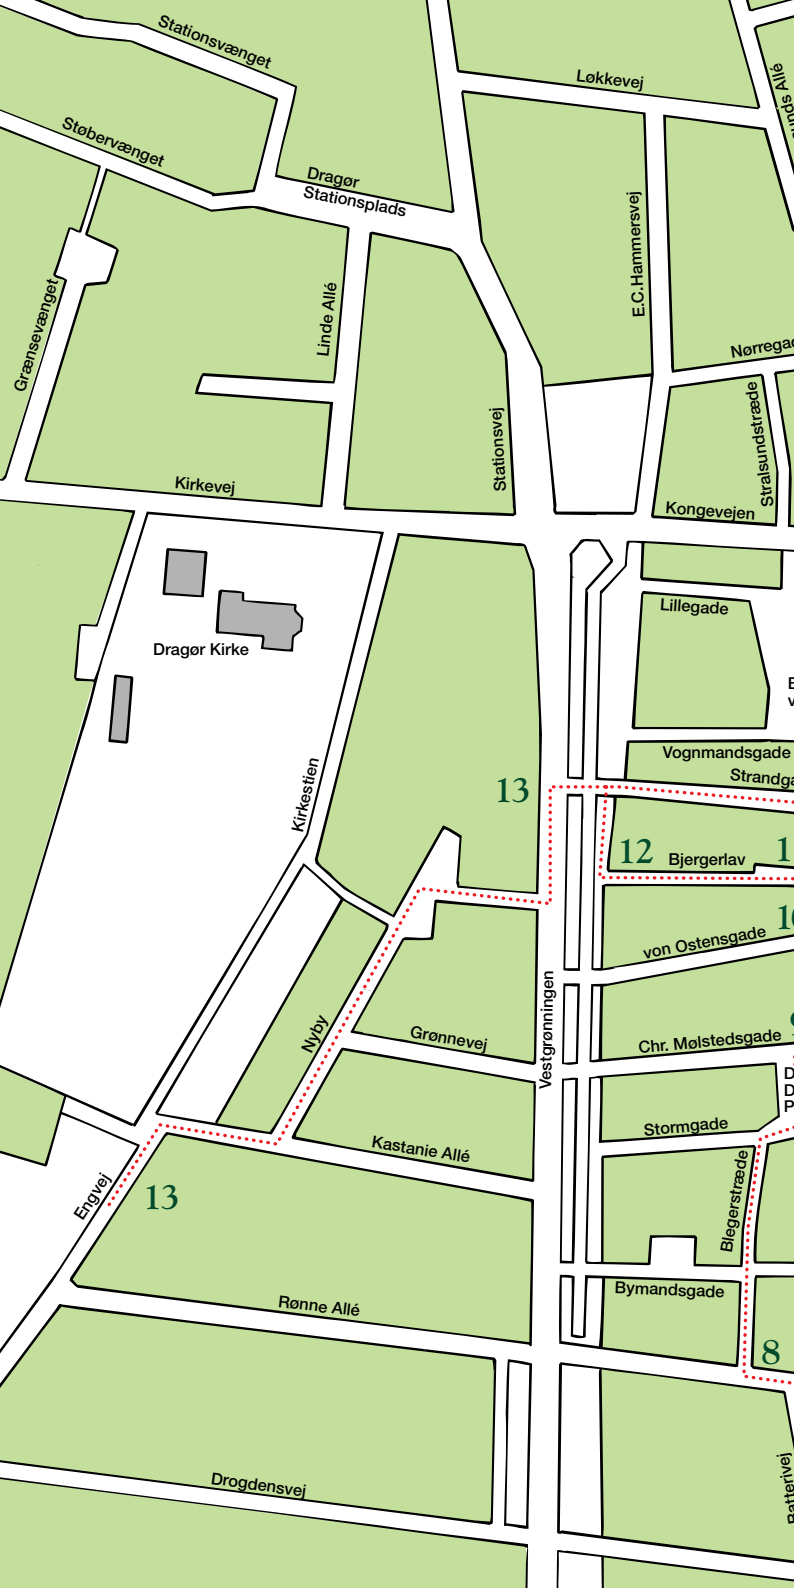 Stationsvænget
Løkkevej
Støbervænget
Dragør
Stationsplads
E.C.Hammersvej
Grænsevænget
Linde Allé
Stralsundstræde
Stationsvej
Kirkevej
Kongevejen
Lillegade
Dragør Kirke
Vognmandsgade
13
Kirkestien
12
Bjergerlav
von Ostensgade
Nyby
Grønnevej
Vestgrønningen
Chr. Mølstedsgade
Stormgade
Kastanie Allé
Blegerstræde
Engvej
13
Bymandsgade
Rønne Allé
8
Drogdensvej
Batterivej